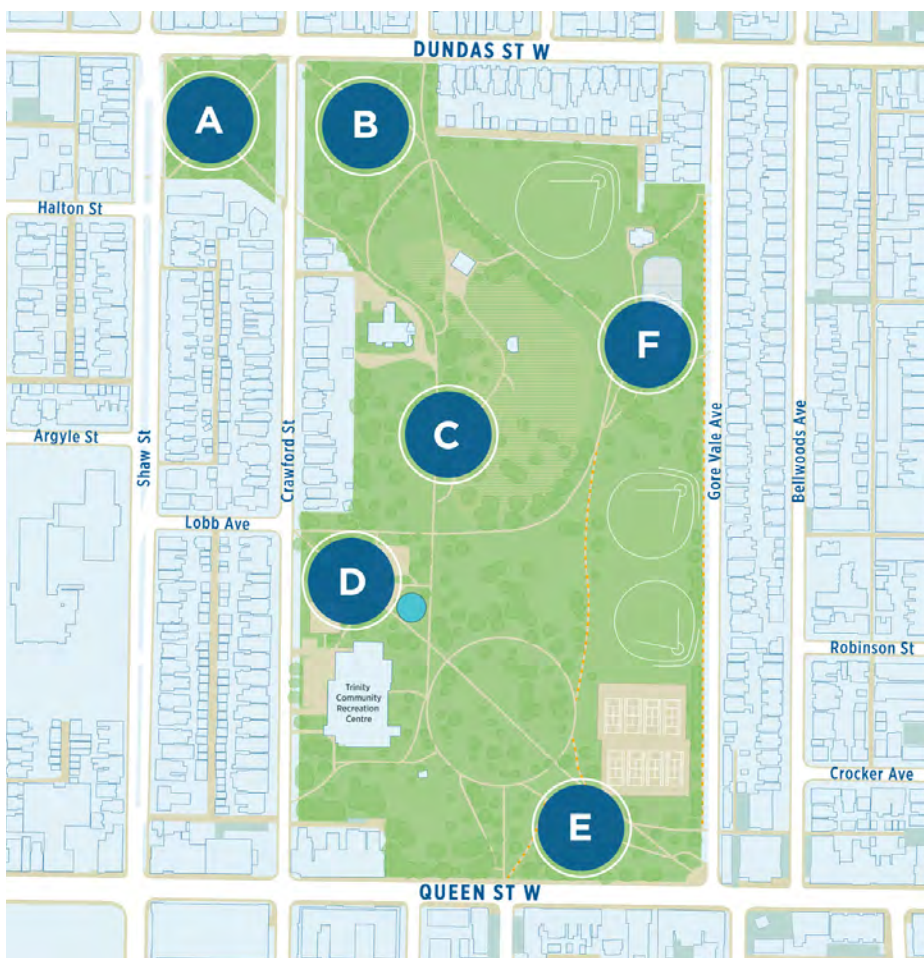 DUNDAS ST W
A
B
Halton St
F
C
Argyle St
Shaw St
Crawford St
Gore Vale Ave
Bellwoods Ave
Lobb Ave
D
Robinson St
Trinity
Community
Recreation
Centre
Crocker Ave
E
QUEEN ST W